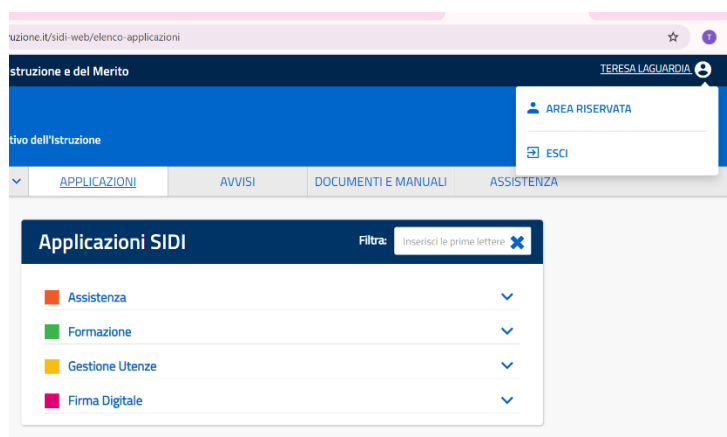 ruzione.it/sidi-web/elenco-applicazioni
T
struzione e del Merito
TERESA LAGUARDIA
AREA RISERVATA
tivo dell'Istruzione
ESCI
APPLICAZIONI
AVVISI
DOCUMENTI E MANUALI
ASSISTENZA
Applicazioni SIDI
Filtra:
Inserisci le prime lettere
Assistenza
Formazione
Gestione Utenze
Firma Digitale